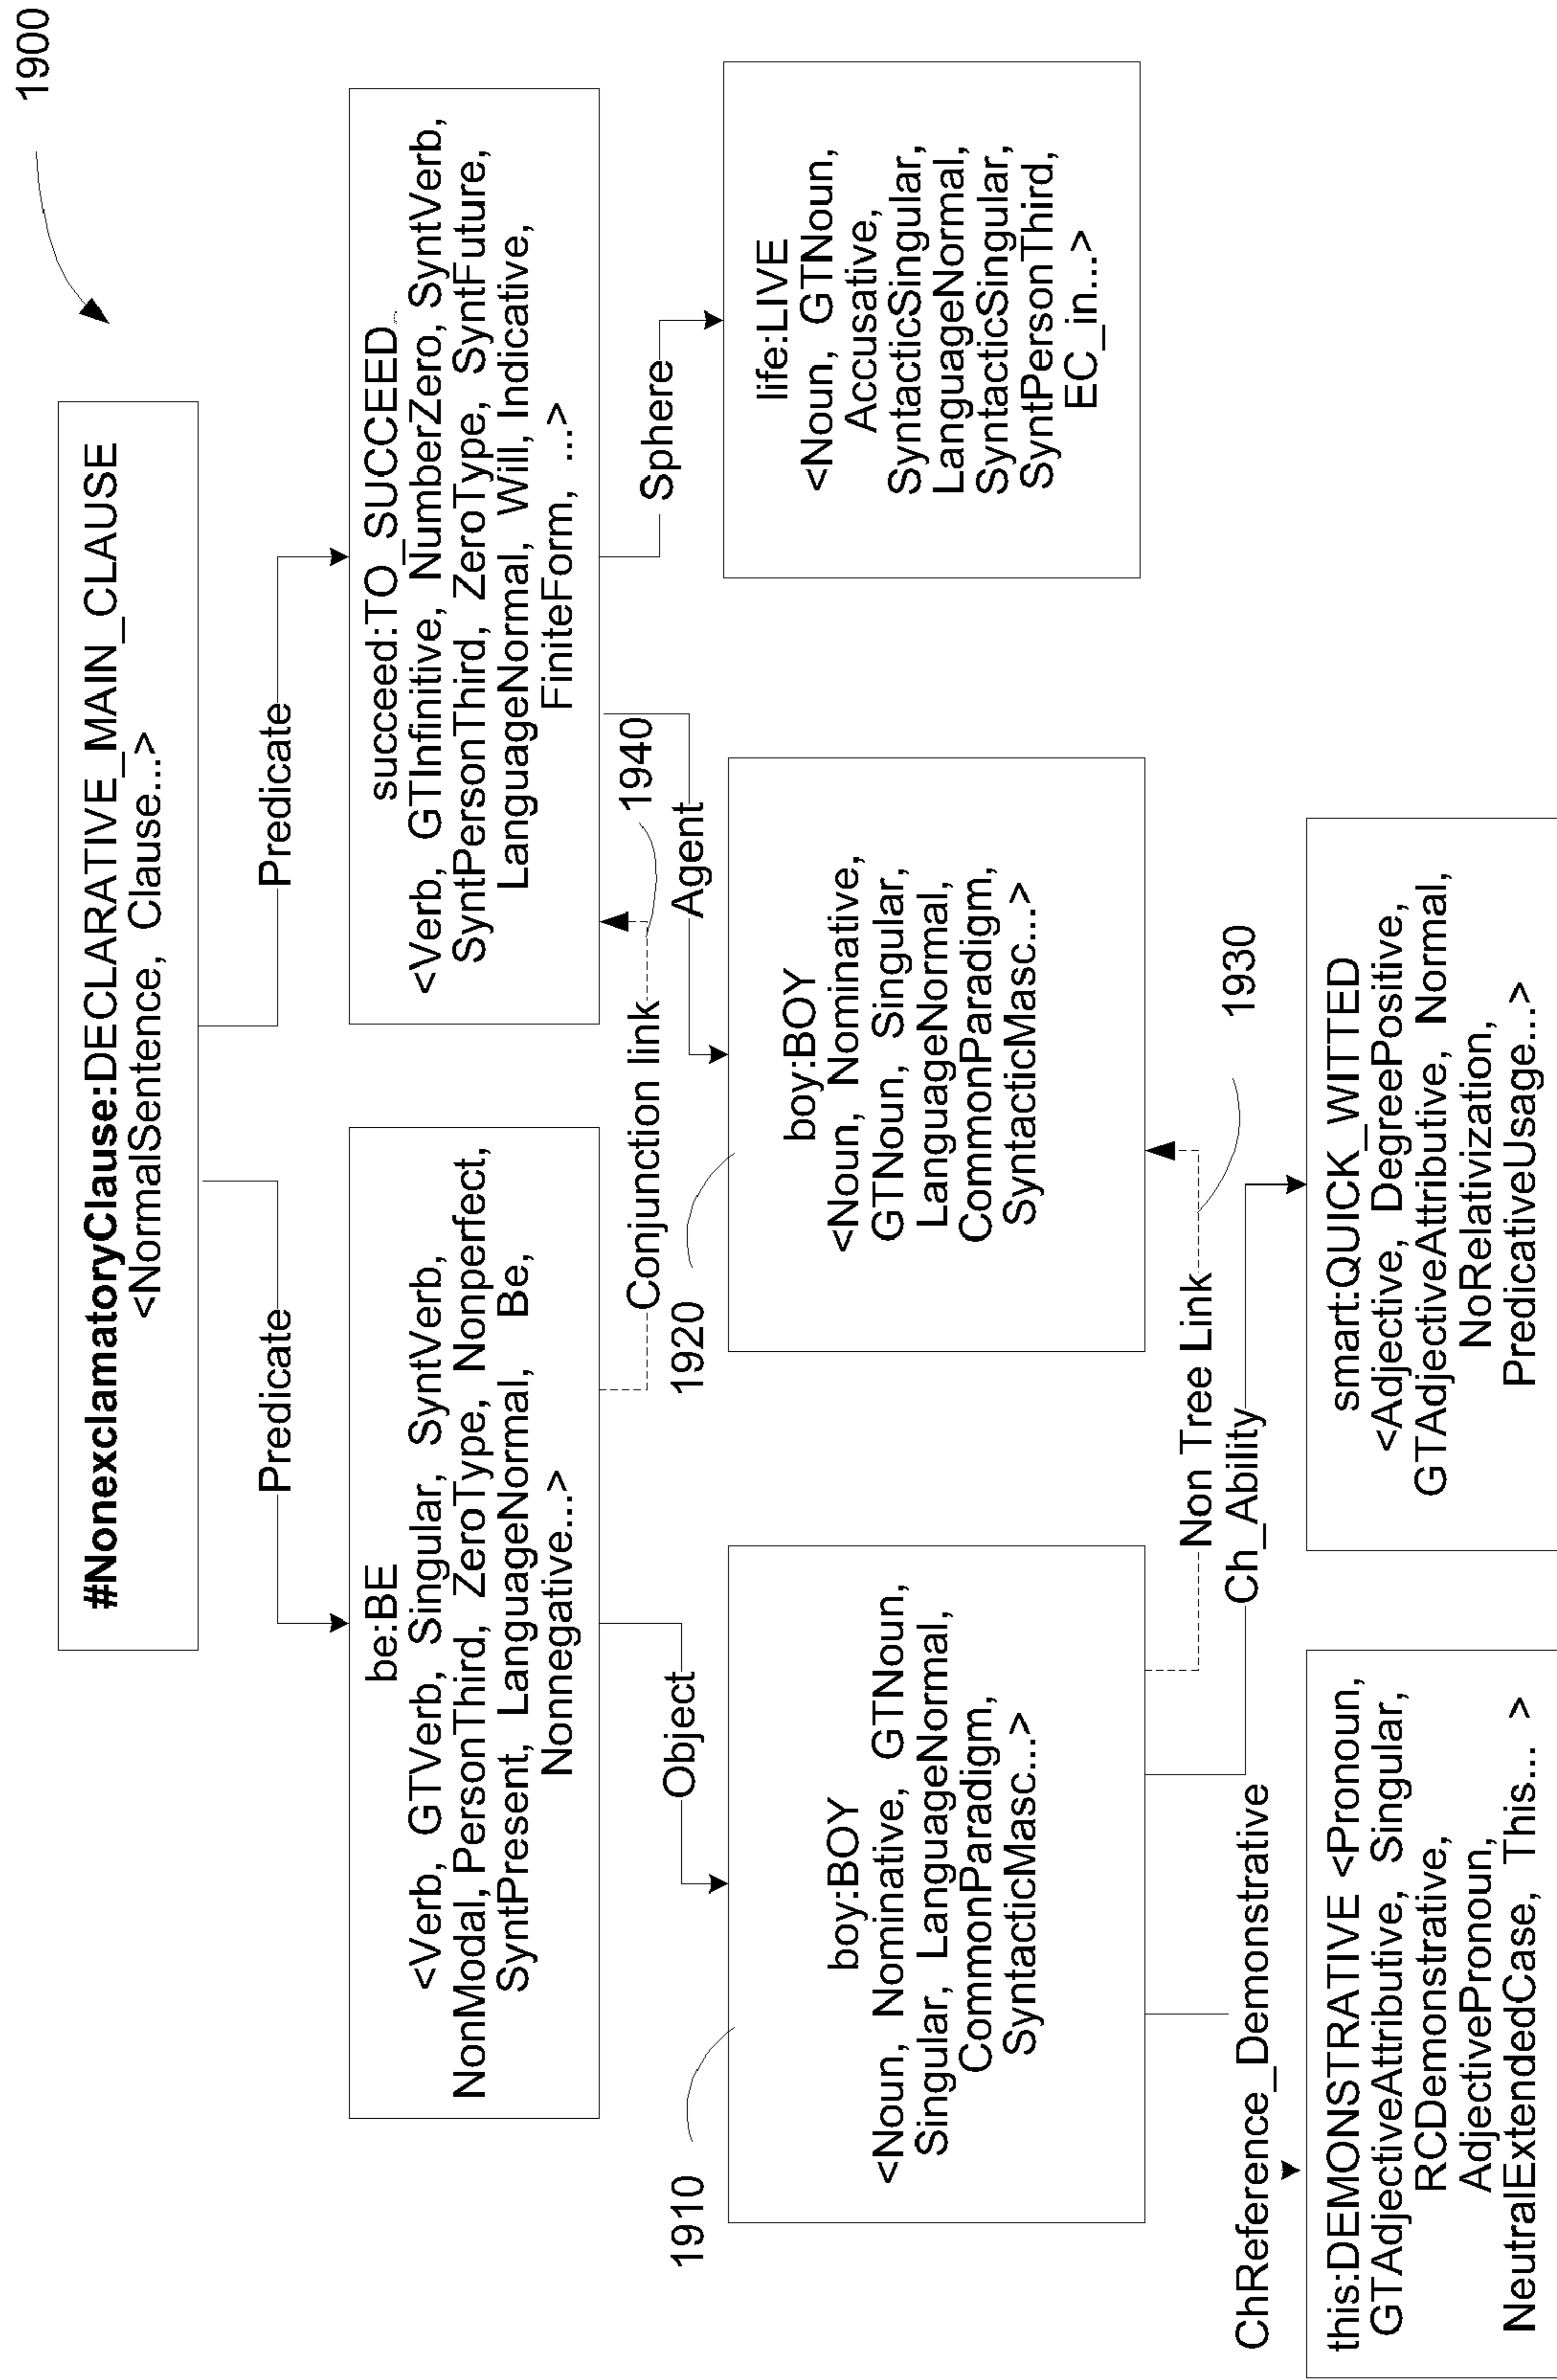 1900
#NonexclamatoryClause:DECLARATIVE_MAIN_CLAUSE
<NormalSentence, Clause...>
Predicate
Predicate
be:BE
<Verb, GTVerb, Singular, SyntVerb,
NonModal, PersonThird, ZeroType, Nonperfect,
SyntPresent, LanguageNormal, Be,
Nonnegative...>
succeed:TO_SUCCEED
<Verb, GTInfinitive, NumberZero, SyntVerb,
SyntPersonThird, ZeroType, SyntFuture,
LanguageNormal, Will, Indicative,
FiniteForm, ...>
Object
Conjunction link
1940
Agent
Sphere
1910
1920
boy:BOY
<Noun, Nominative, GTNoun,
Singular, LanguageNormal,
CommonParadigm,
SyntacticMasc...>
boy:BOY
<Noun, Nominative,
GTNoun, Singular,
LanguageNormal,
CommonParadigm,
SyntacticMasc...>
life:LIVE
<Noun, GTNoun,
Accusative,
SyntacticSingular,
LanguageNormal,
SyntacticSingular,
SyntPersonThird,
EC_in...>
Non Tree Link
1930
ChReference_Demonstrative
Ch_Ability
this:DEMONSTRATIVE <Pronoun,
GTAdjectiveAttributive, Singular,
RCDemonstrative,
AdjectivePronoun,
NeutralExtendedCase, This... >
smart:QUICK_WITTED
<Adjective, DegreePositive,
GTAdjectiveAttributive, Normal,
NoRelativization,
PredicativeUsage...>